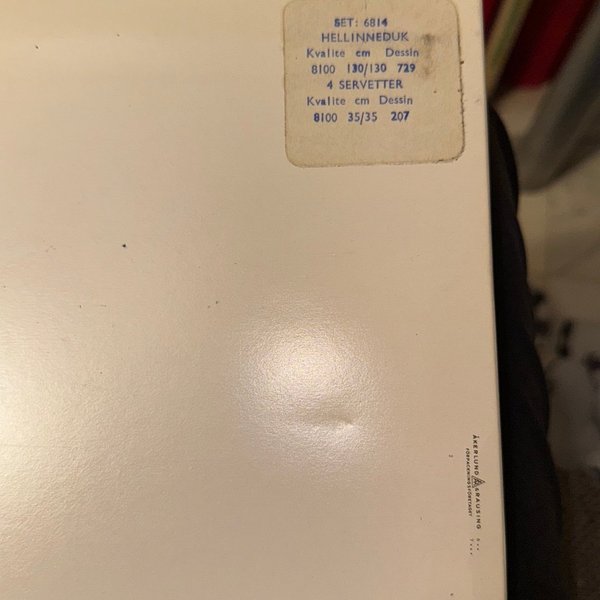 SET: 6814
HELLINNEDUK
Kvalite cm Dessin
8100 130/130 729
4 SERVETTER
Kvalite cm Dessin
8100 35/35 207
ÅKERLUND & RAUSING
FÖRPACKNINGSFÖRETAGET